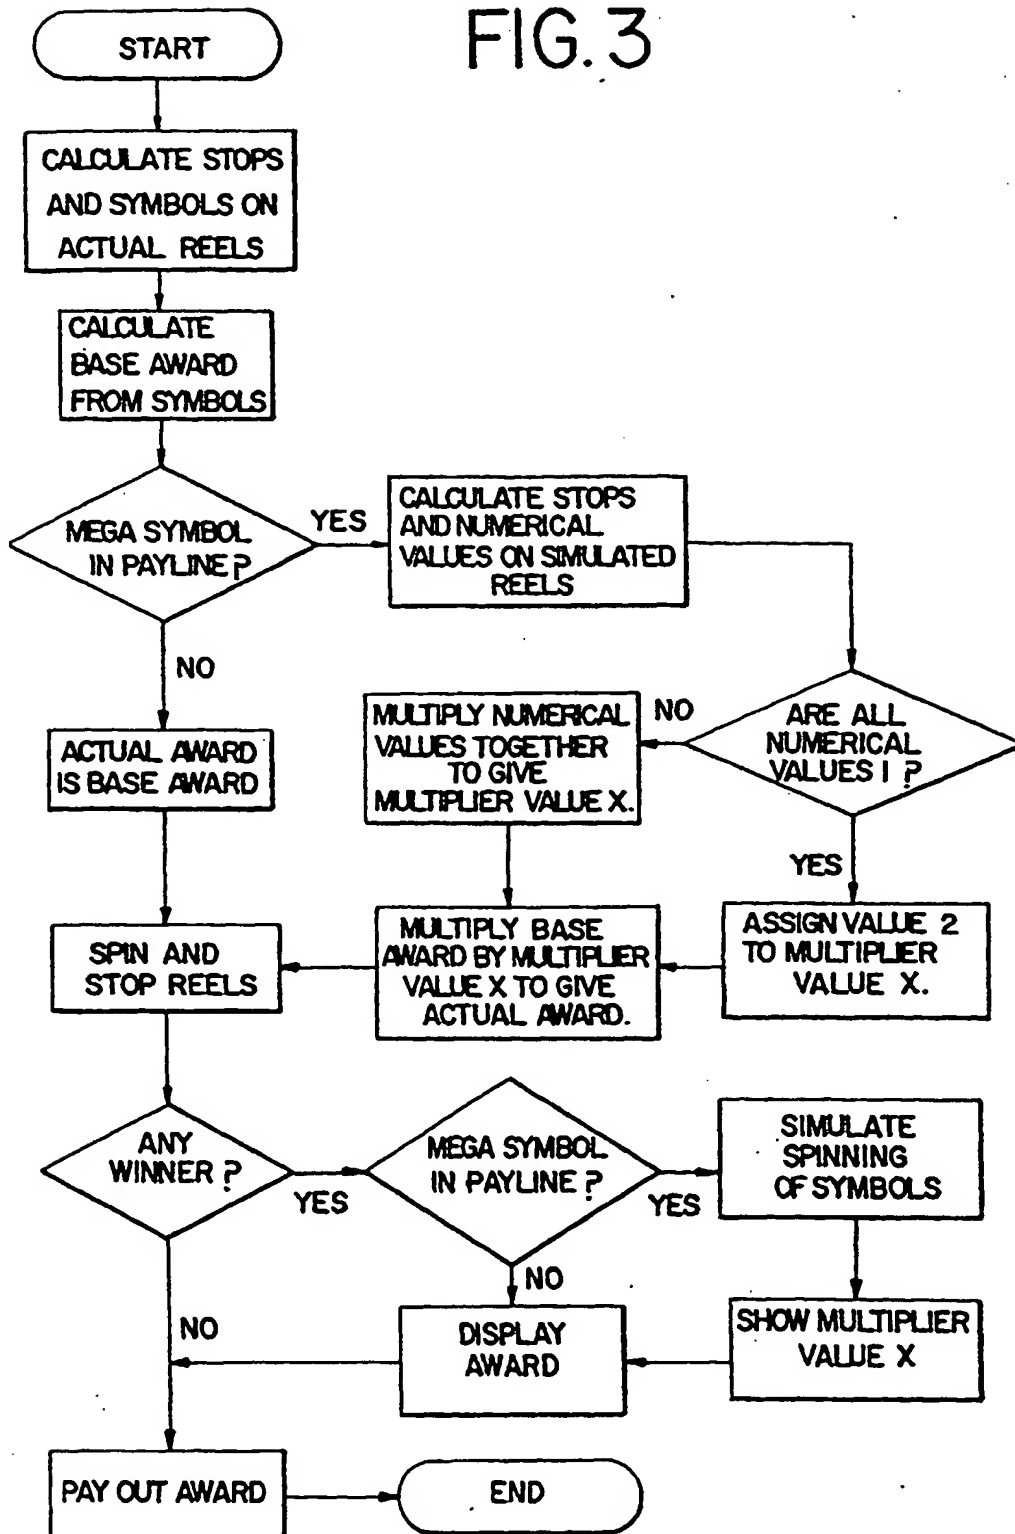 FIG. 3
START
CALCULATE STOPS
AND SYMBOLS ON
ACTUAL REELS
CALCULATE
BASE AWARD
FROM SYMBOLS
MEGA SYMBOL
IN PAYLINE?
YES
CALCULATE STOPS
AND NUMERICAL
VALUES ON SIMULATED
REELS
NO
ARE ALL
NUMERICAL
VALUES 1?
NO
MULTIPLY NUMERICAL
VALUES TOGETHER
TO GIVE
MULTIPLIER VALUE X.
YES
ASSIGN VALUE 2
TO MULTIPLIER
VALUE X.
MULTIPLY BASE
AWARD BY MULTIPLIER
VALUE X TO GIVE
ACTUAL AWARD.
ACTUAL AWARD
IS BASE AWARD
SPIN AND
STOP REELS
ANY
WINNER?
YES
MEGA SYMBOL
IN PAYLINE?
YES
SIMULATE
SPINNING
OF SYMBOLS
NO
NO
DISPLAY
AWARD
SHOW MULTIPLIER
VALUE X
PAY OUT AWARD
END